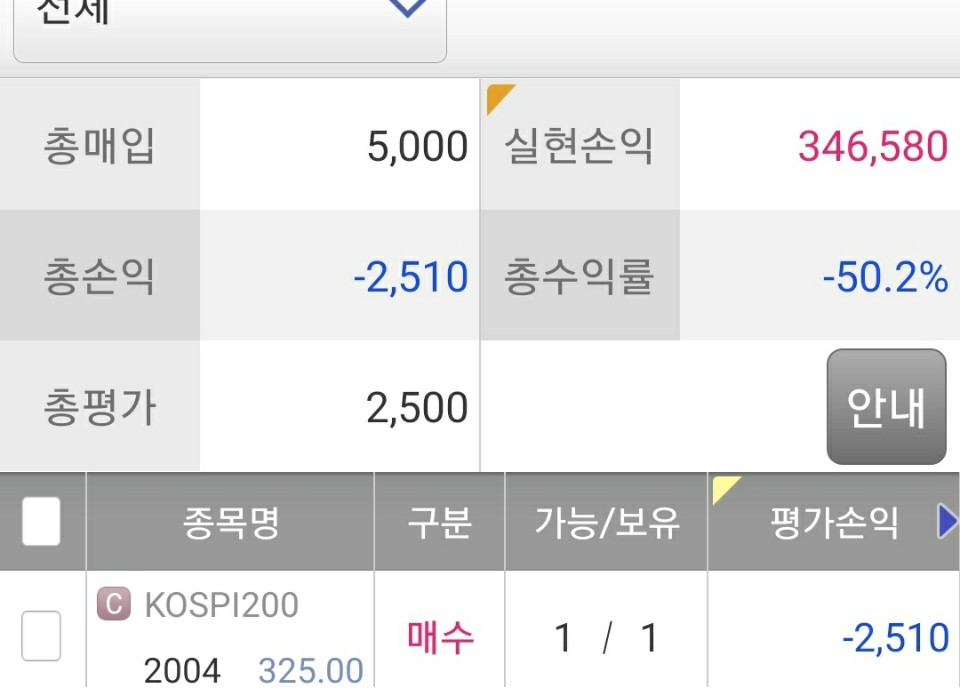 전체
총매입 5,000 실현손익 346,580
총손익 -2,510 총수익률 -50.2%
총평가 2,500 안내
종목명 구분 가능/보유 평가손익
C KOSPI200 매수 1 / 1 -2,510
2004 325.00